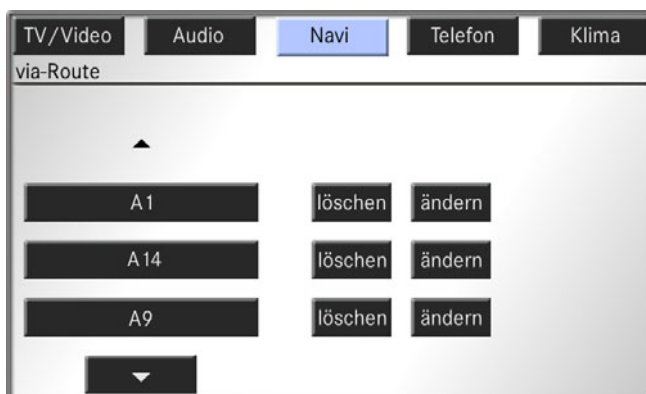 TV/Video Audio Navi Telefon Klima
via-Route
A1 löschen ändern
A14 löschen ändern
A9 löschen ändern